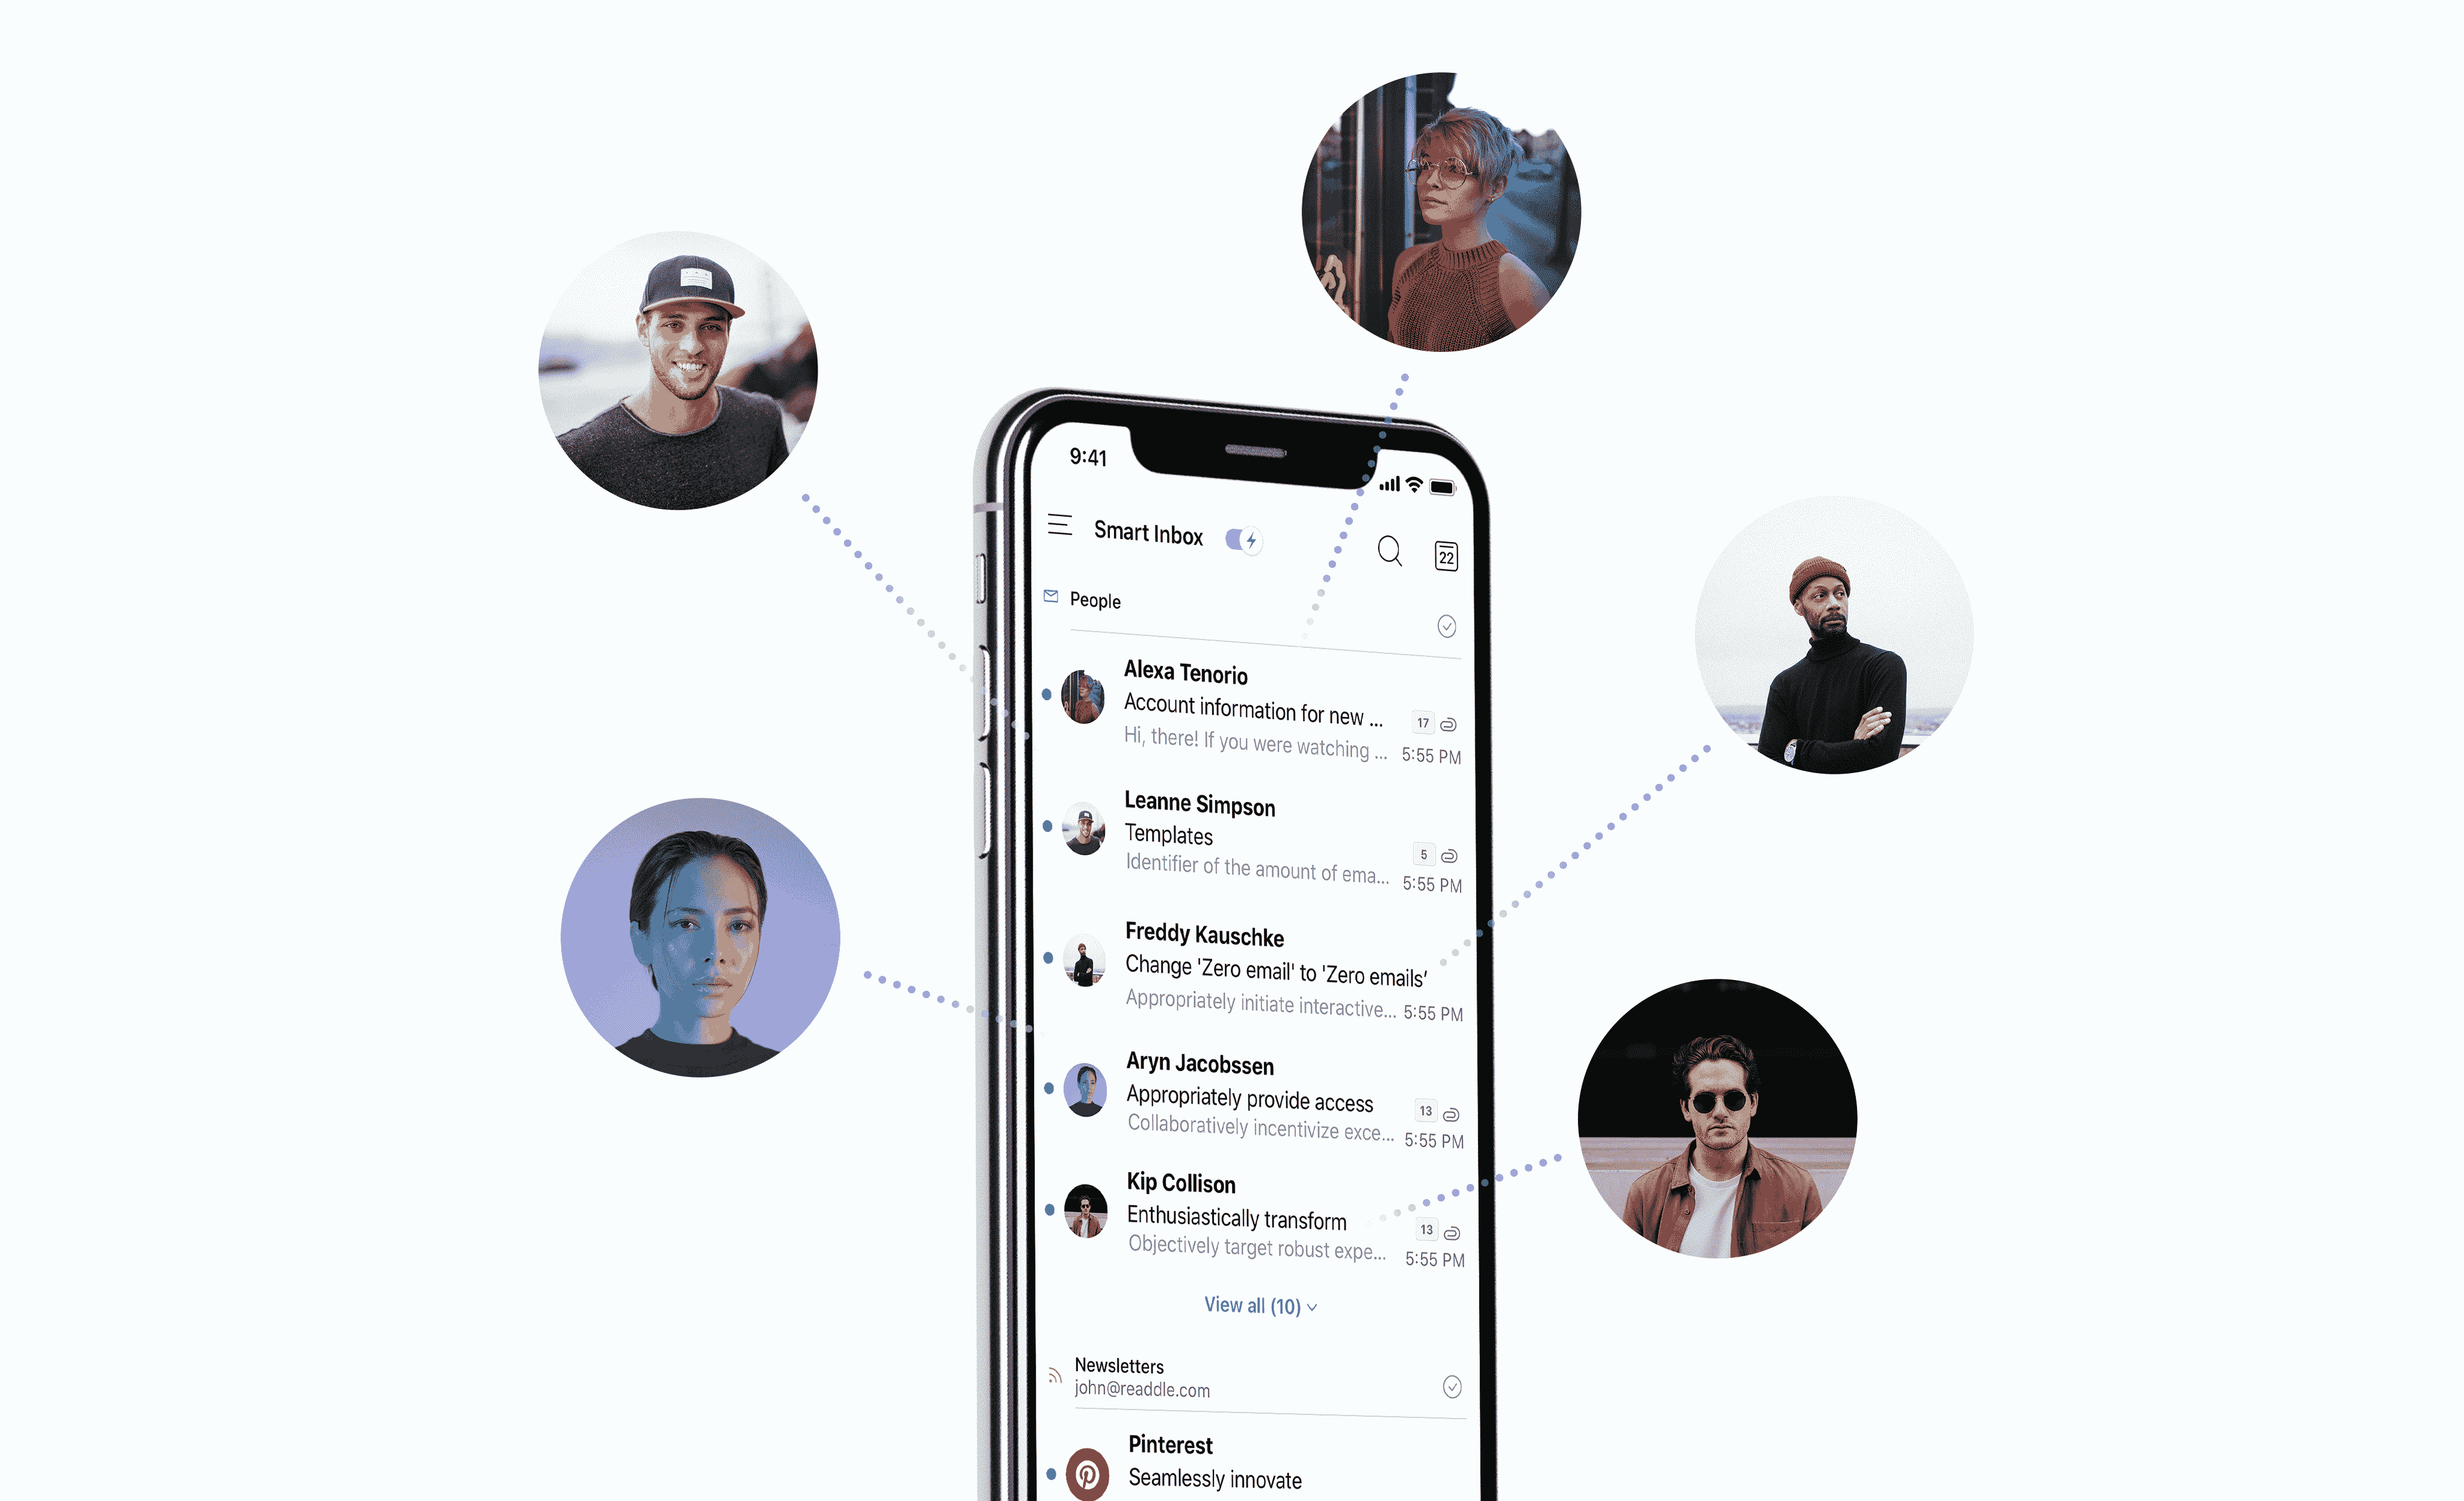 9:41
Smart Inbox
22
People
Alexa Tenorio
Account information for new ...
17
Hi, there! If you were watching ...
5:55 PM
Leanne Simpson
Templates
5
Identifier of the amount of ema...
5:55 PM
Freddy Kauschke
Change 'Zero email' to 'Zero emails'
Appropriately initiate interactive...
5:55 PM
Aryn Jacobssen
Appropriately provide access
13
Collaboratively incentivize exce...
5:55 PM
Kip Collison
Enthusiastically transform
13
Objectively target robust expe...
5:55 PM
View all (10)
Newsletters
john@readdle.com
Pinterest
Seamlessly innovate